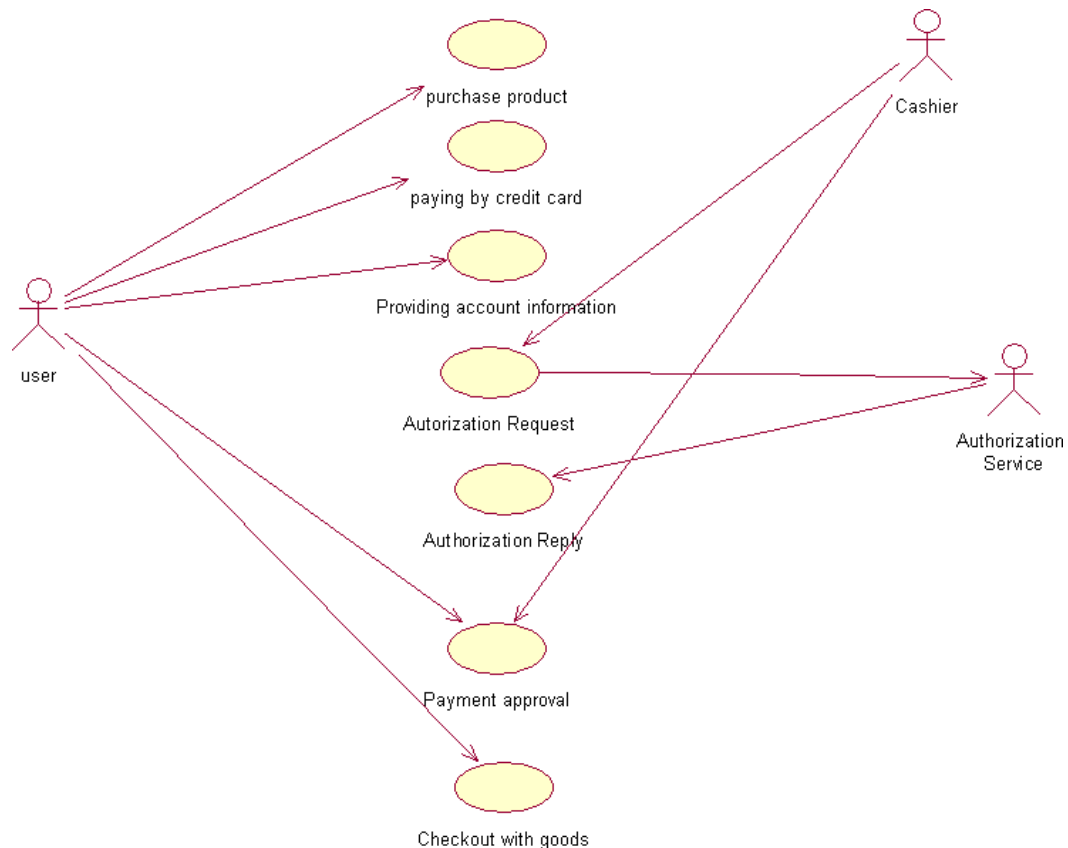 purchase product
Cashier
paying by credit card
Providing account information
user
Autorization Request
Authorization
Service
Authorization Reply
Payment approval
Checkout with goods